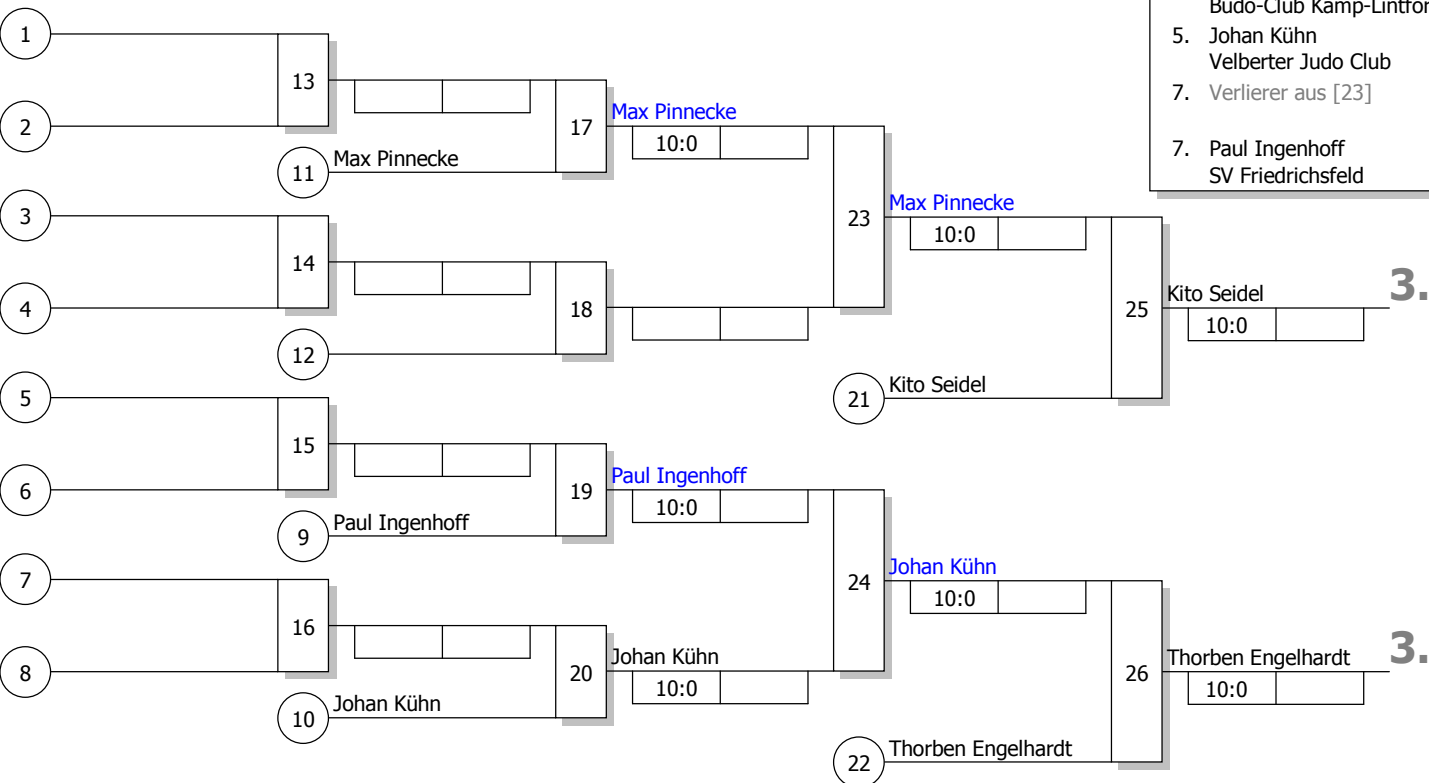 Budo-Club Kamp-Lintfor
5. Johan Kühn
Velberter Judo Club
7. Verlierer aus [23]
7. Paul Ingenhoff
SV Friedrichsfeld
1
13
2
17
Max Pinnecke
10:0
11
Max Pinnecke
3
23
Max Pinnecke
10:0
14
4
18
12
25
Kito Seidel
3.
10:0
5
21
Kito Seidel
15
6
19
Paul Ingenhoff
10:0
9
Paul Ingenhoff
7
24
Johan Kühn
10:0
16
8
20
Johan Kühn
10:0
10
Johan Kühn
26
Thorben Engelhardt
3.
10:0
22
Thorben Engelhardt